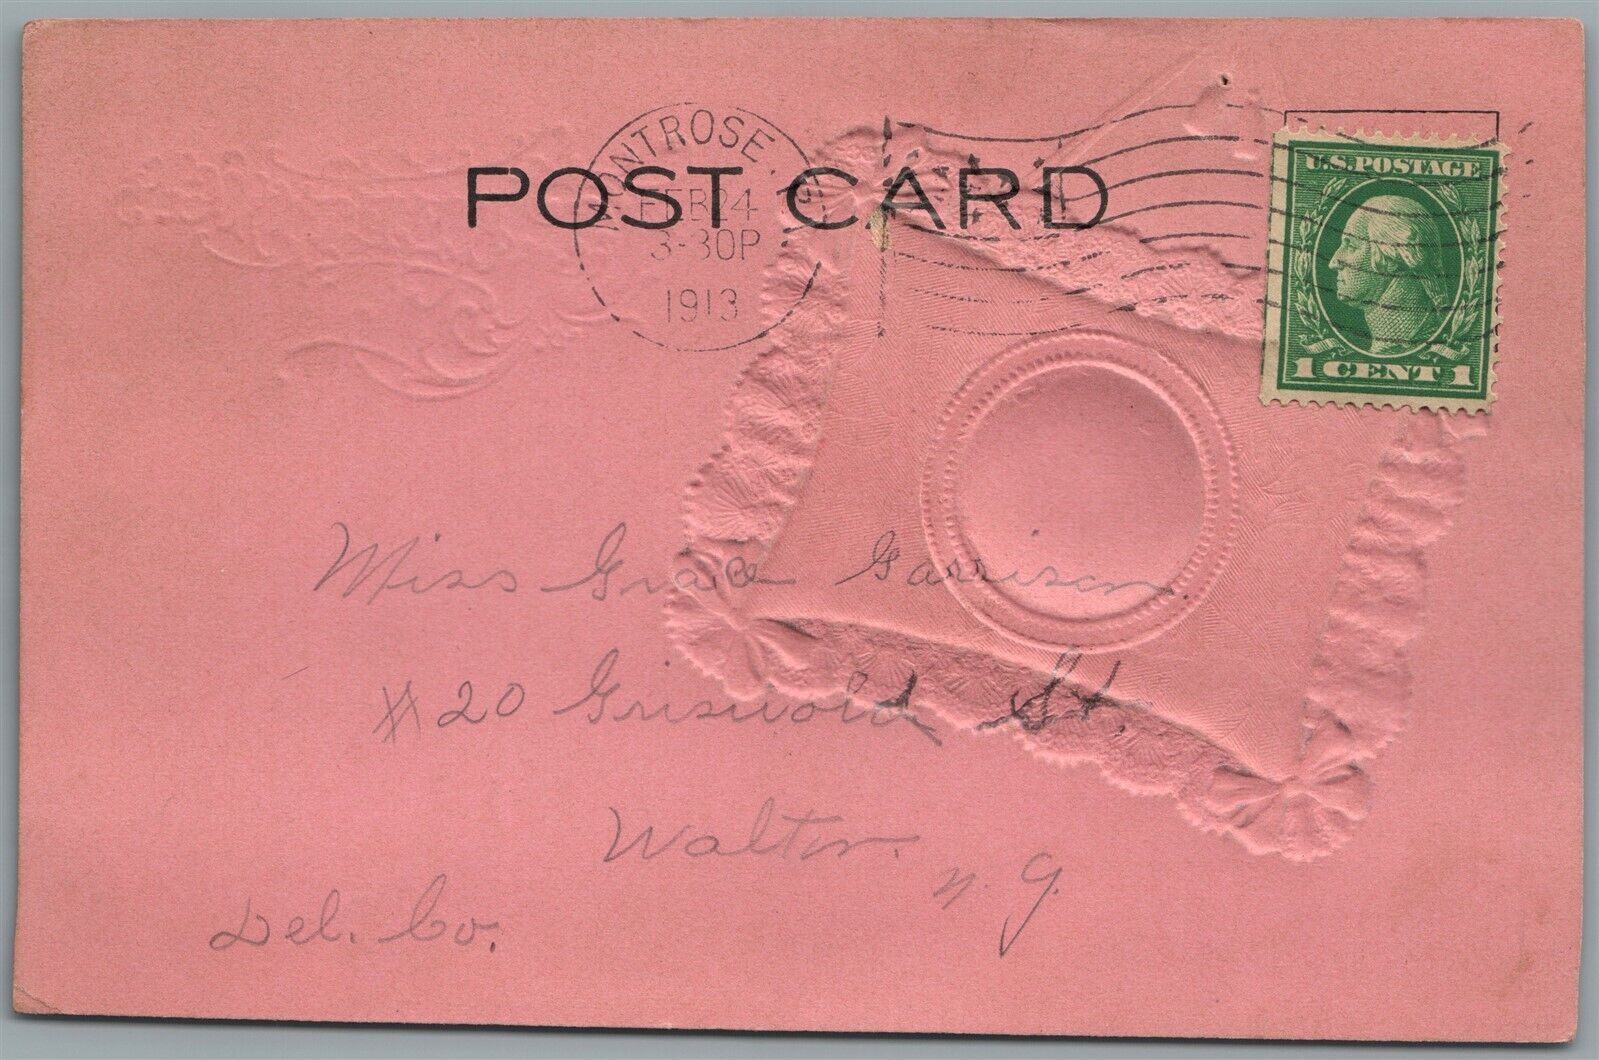 POST CARD
MONTROSE
FEB 14
3-30P
1913
U.S. POSTAGE
1 CENT 1
Miss Grace Garrison.
#20 Griswold St.
Walton.
N. Y.
Del. Co.